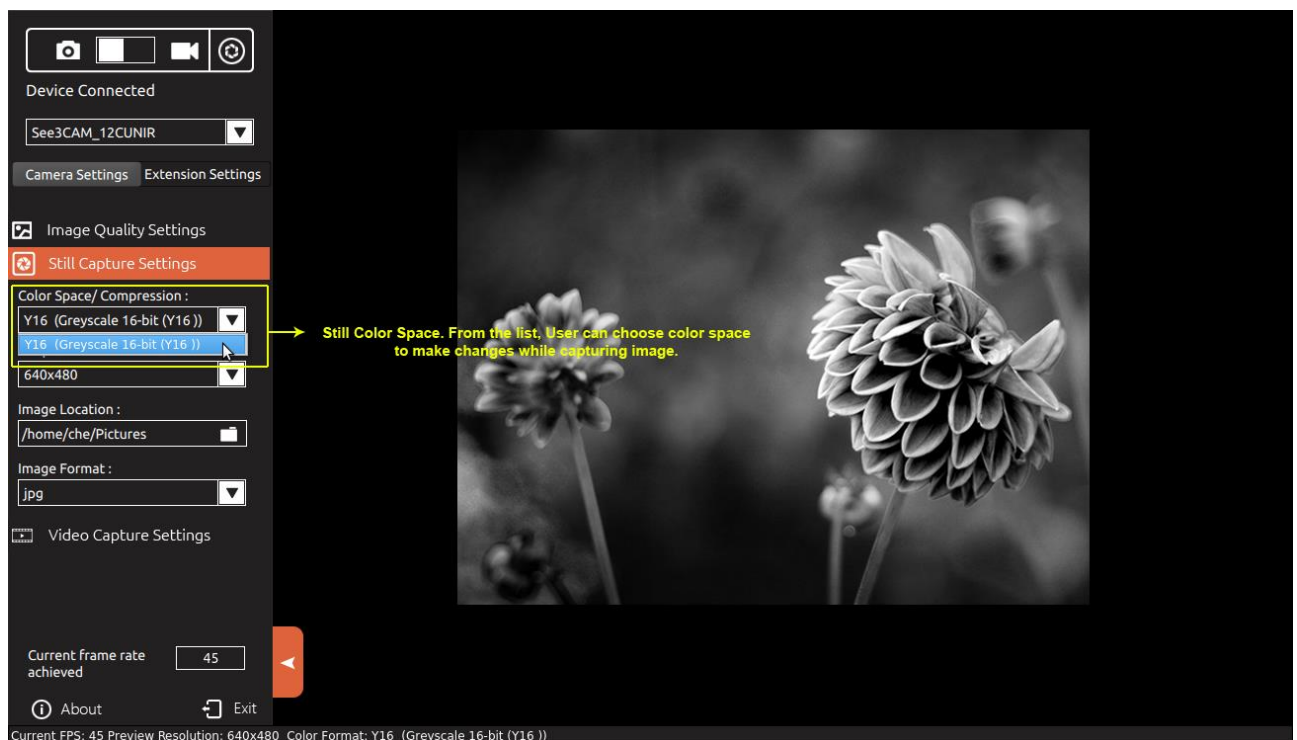 Device Connected
See3CAM_12CUNIR
Camera Settings Extension Settings
Image Quality Settings
Still Capture Settings
Color Space/ Compression :
Y16 (Greyscale 16-bit (Y16 ))
Y16 (Greyscale 16-bit (Y16 ))
Still Color Space. From the list, User can choose color space
to make changes while capturing image.
640x480
Image Location :
/home/che/Pictures
Image Format :
jpg
Video Capture Settings
Current frame rate
achieved
45
About
Exit
Current FPS: 45 Preview Resolution: 640x480 Color Format: Y16 (Greyscale 16-bit (Y16 ))